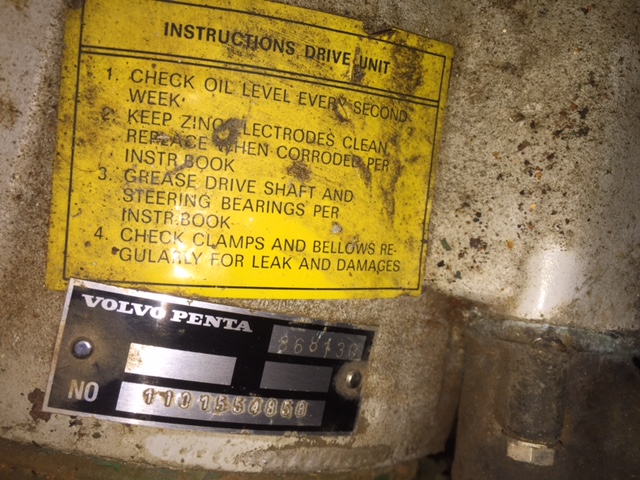 INSTRUCTIONS DRIVE UNIT
1. CHECK OIL LEVEL EVERY SECOND
WEEK
2. KEEP ZINC ELECTRODES CLEAN
REPLACE WHEN CORRODED PER
INSTR.BOOK
3. GREASE DRIVE SHAFT AND
STEERING BEARINGS PER
INSTR.BOOK
4. CHECK CLAMPS AND BELLOWS RE-
GULARLY FOR LEAK AND DAMAGES
VOLVO PENTA
NO 1101554858